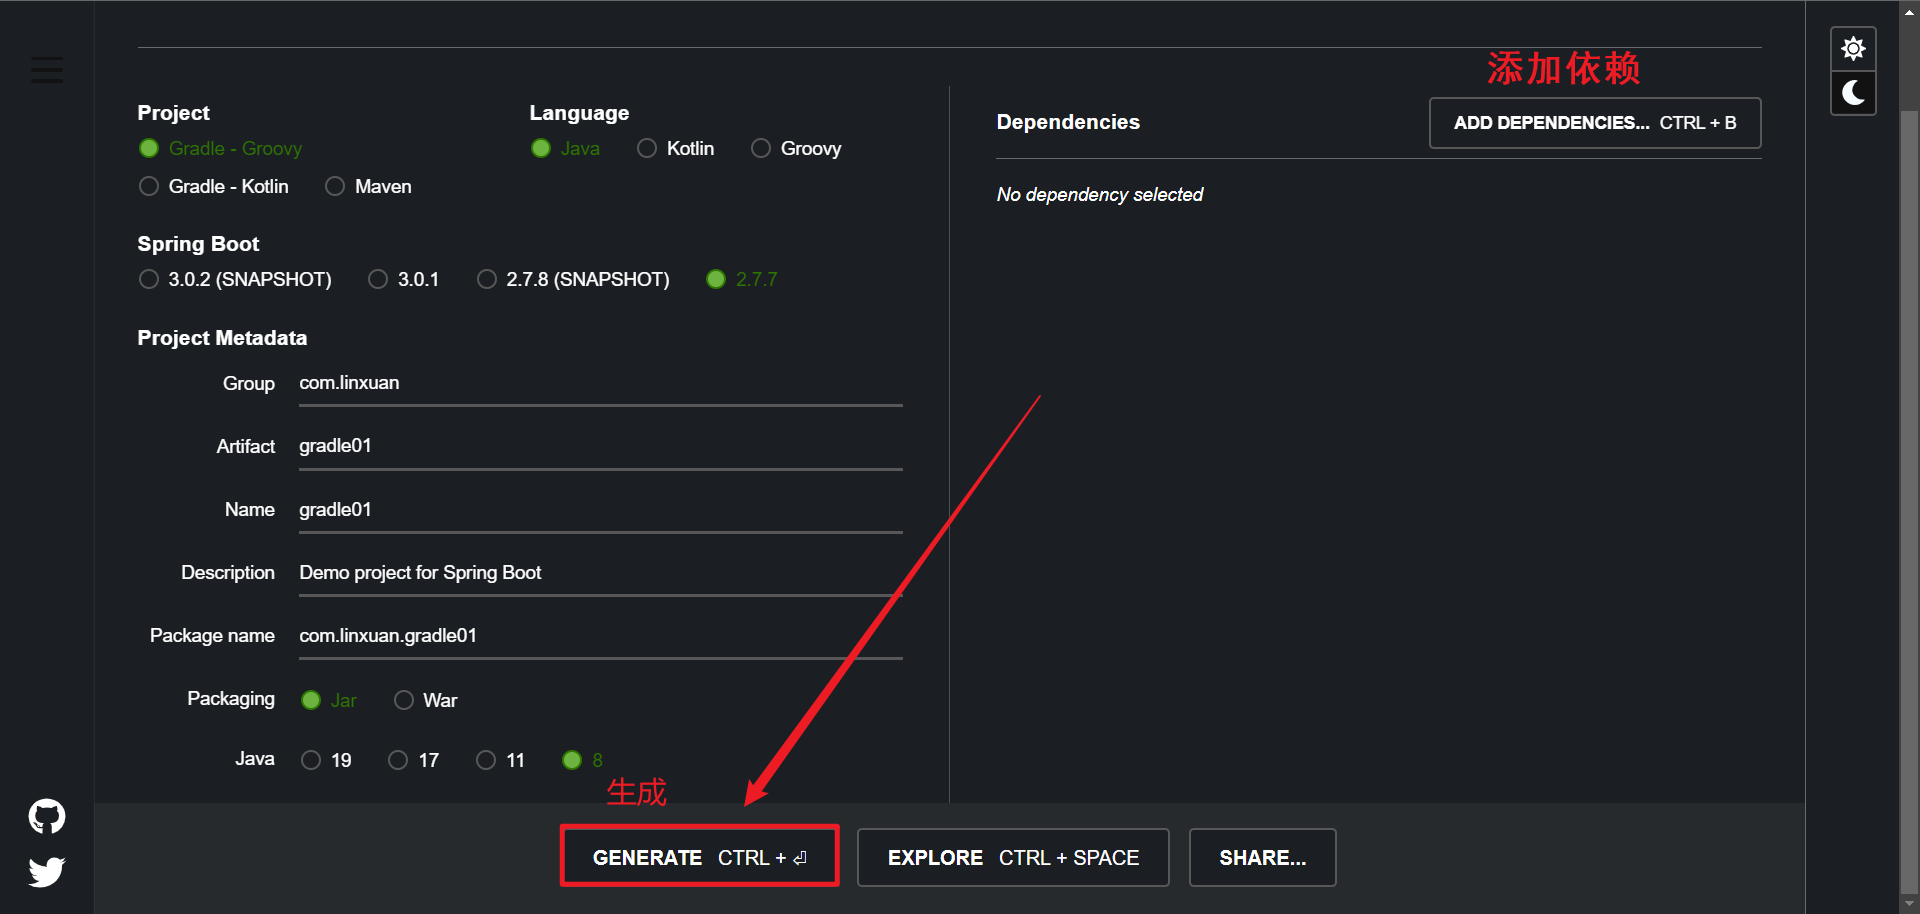 添加依赖
Project
Gradle - Groovy
Gradle - Kotlin Maven
Language
Java Kotlin Groovy
Spring Boot
3.0.2 (SNAPSHOT) 3.0.1 2.7.8 (SNAPSHOT) 2.7.7
Project Metadata
Group com.linxuan
Artifact gradle01
Name gradle01
Description Demo project for Spring Boot
Package name com.linxuan.gradle01
Packaging Jar War
Java 19 17 11 8
Dependencies ADD DEPENDENCIES... CTRL + B
No dependency selected
生成
GENERATE CTRL + ⏎ EXPLORE CTRL + SPACE SHARE...